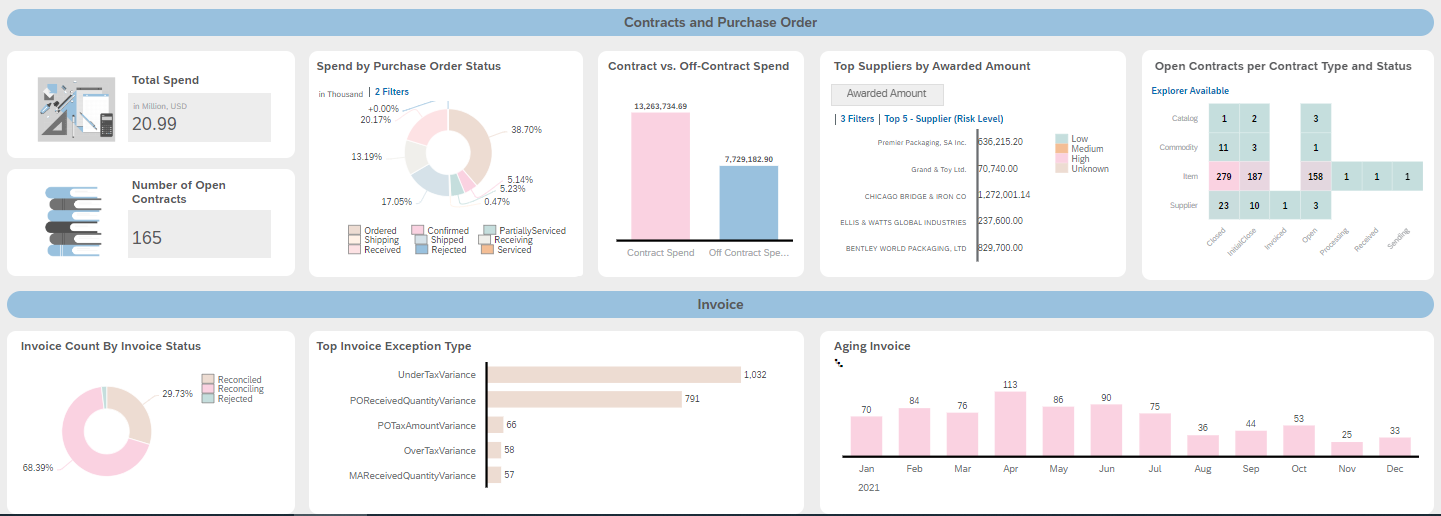 Contracts and Purchase Order
Total Spend
in Million, USD
20.99
Number of Open
Contracts
165
Spend by Purchase Order Status
in Thousand | 2 Filters
+0.00%
20.17%
38.70%
13.19%
5.14%
5.23%
17.05%
0.47%
Ordered
Confirmed
PartiallyServiced
Shipping
Shipped
Receiving
Received
Rejected
Serviced
Contract vs. Off-Contract Spend
13,263,734.69
7,729,182.90
Contract Spend
Off Contract Spe...
Top Suppliers by Awarded Amount
Awarded Amount
| 3 Filters | Top 5 - Supplier (Risk Level)
Premier Packaging, SA Inc. 636,215.20
Grand & Toy Ltd. 70,740.00
CHICAGO BRIDGE & IRON CO 1,272,001.14
ELLIS & WATTS GLOBAL INDUSTRIES 237,600.00
BENTLEY WORLD PACKAGING, LTD 829,700.00
Low
Medium
High
Unknown
Open Contracts per Contract Type and Status
Explorer Available
Catalog 1 2 3
Commodity 11 3 1
Item 279 187 158 1 1 1
Supplier 23 10 1 3
Closed
InitialClose
Invoiced
Open
Processing
Received
Sending
Invoice
Invoice Count By Invoice Status
29.73%
68.39%
Reconciled
Reconciling
Rejected
Top Invoice Exception Type
UnderTaxVariance 1,032
POReceivedQuantityVariance 791
POTaxAmountVariance 66
OverTaxVariance 58
MAReceivedQuantityVariance 57
Aging Invoice
70 84 76 113 86 90 75 36 44 53 25 33
Jan Feb Mar Apr May Jun Jul Aug Sep Oct Nov Dec
2021